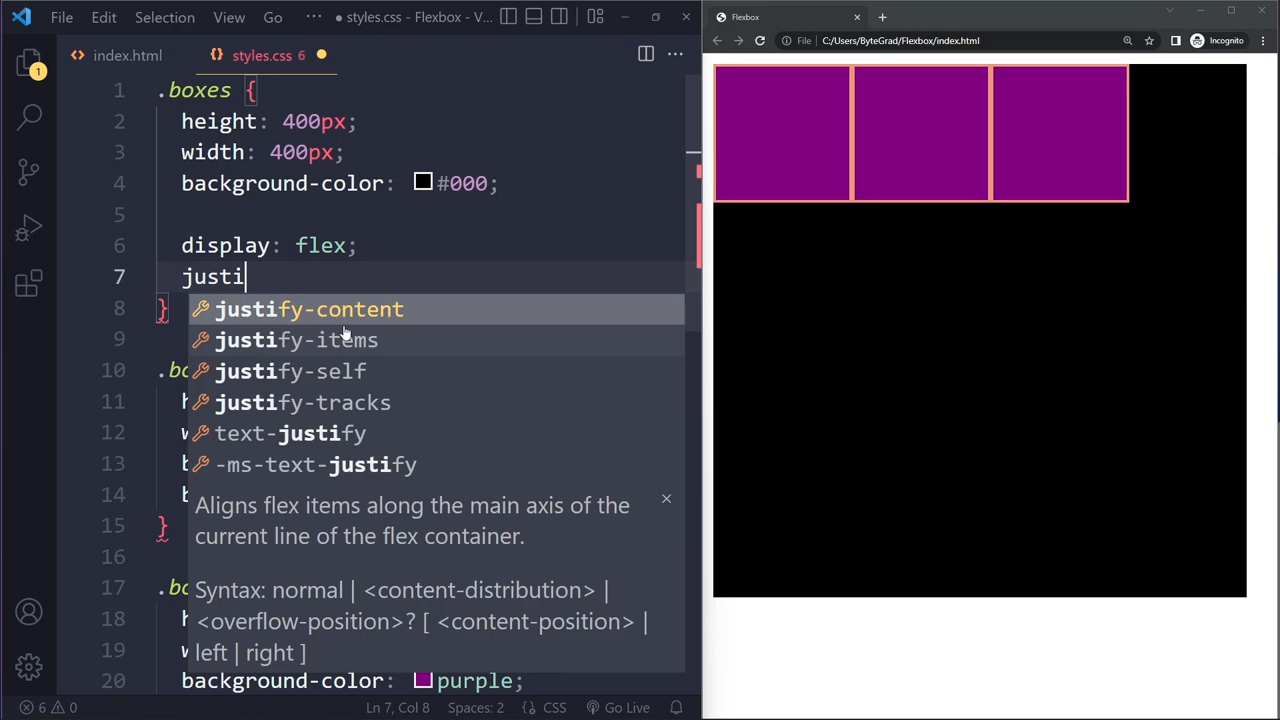 File Edit Selection View Go ··· ● styles.css - Flexbox - V...
index.html styles.css 6
1
1 .boxes {
2 height: 400px;
3 width: 400px;
4 background-color: #000;
5
6 display: flex;
7 justi
8 }
justify-content
9
justify-items
10 .bo
justify-self
11 h
justify-tracks
12 w
text-justify
13 b
-ms-text-justify
14 b
15 }
16
17 .bo
18 h
19 w
20 background-color: purple;
Aligns flex items along the main axis of the
current line of the flex container.
Syntax: normal | <content-distribution> |
<overflow-position>? [ <content-position> |
left | right ]
6 0 Ln 7, Col 8 Spaces: 2 {} CSS Go Live
Flexbox
File C:/Users/ByteGrad/Flexbox/index.html Incognito